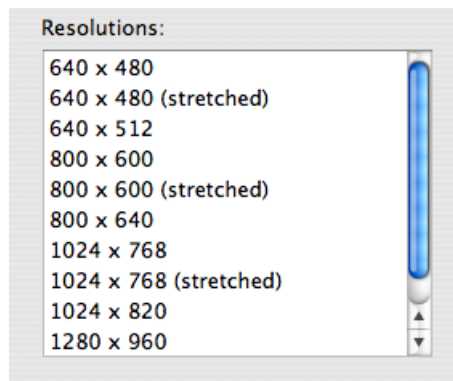 Resolutions:
640 x 480
640 x 480 (stretched)
640 x 512
800 x 600
800 x 600 (stretched)
800 x 640
1024 x 768
1024 x 768 (stretched)
1024 x 820
1280 x 960